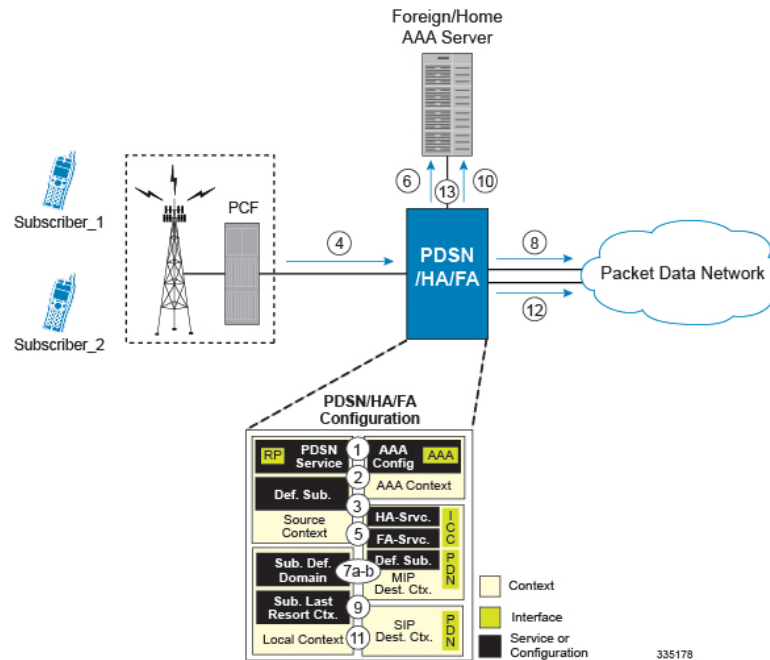 Foreign/Home
AAA Server
Subscriber_1
PCF
6
13
10
4
PDSN
/HA/FA
8
Packet Data Network
12
Subscriber_2
PDSN/HA/FA
Configuration
RP
PDSN
Service
1
AAA
Config
AAA
2
AAA Context
Def. Sub.
3
Source
Context
5
HA-Srvc.
FA-Srvc.
ICC
Def. Sub.
MIP
Dest. Ctx.
PDN
Sub. Def.
Domain
7a-b
Sub. Last
Resort Ctx.
9
Local Context
11
SIP
Dest. Ctx.
PDN
Context
Interface
Service or
Configuration
335178